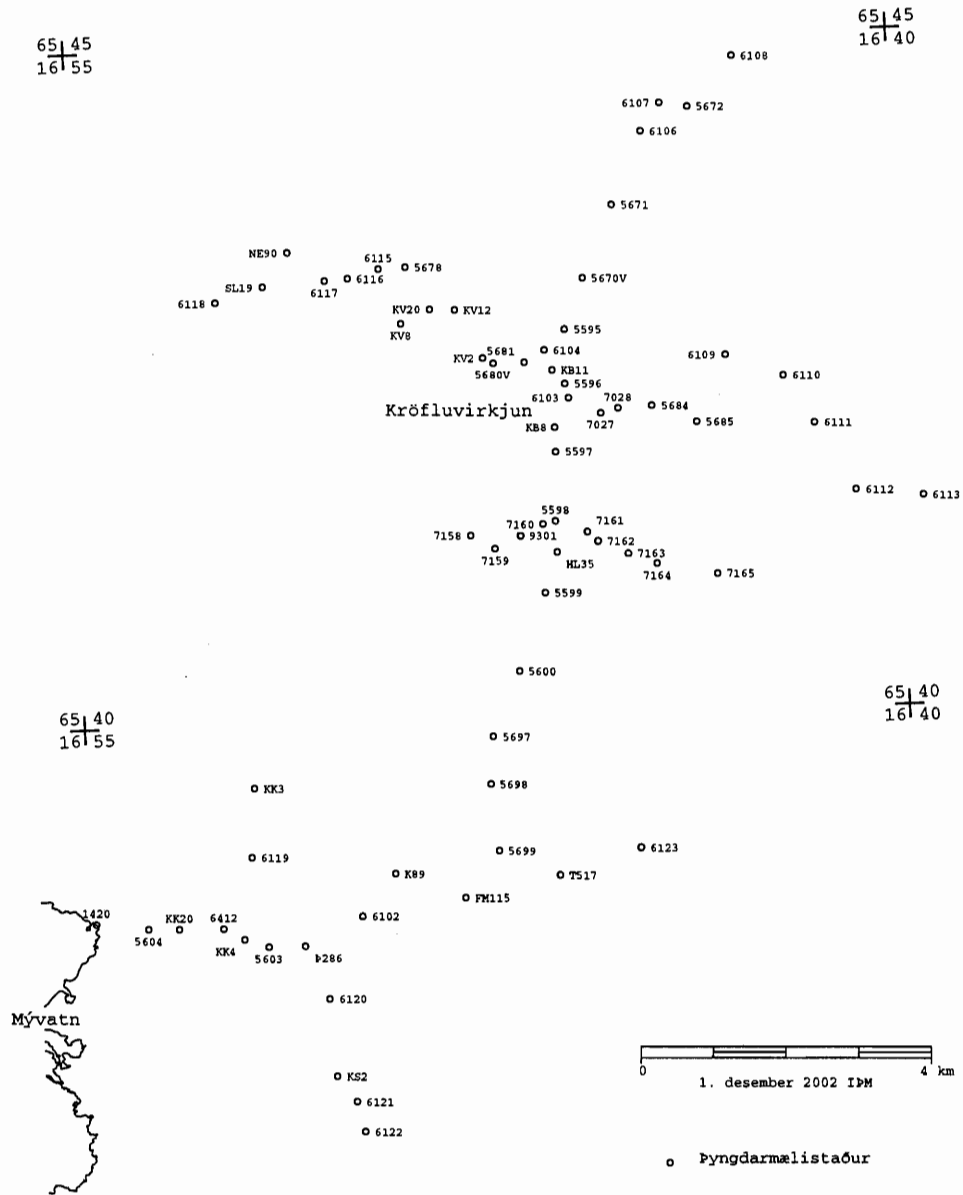 65 45
16 55
65 45
16 40
6108
6107
5672
6106
5671
NE90
6115
5678
6116
5670V
SL19
6117
6118
KV20
KV12
KV8
5595
5681
6104
6109
KV2
5680V
KB11
6110
5596
6103
7028
5684
Kröfluvirkjun
7027
5685
6111
KB8
5597
6112
6113
5598
7160
7161
7158
9301
7162
7159
HL35
7163
7164
7165
5599
5600
65 40
16 40
65 40
16 55
5697
KK3
5698
5699
6123
6119
K89
T517
FM115
1420
KK20
6412
6102
5604
KK4
5603
Þ286
6120
Mývatn
0
4 km
1. desember 2002 IÞM
KS2
6121
6122
Þyngdarmælistaður